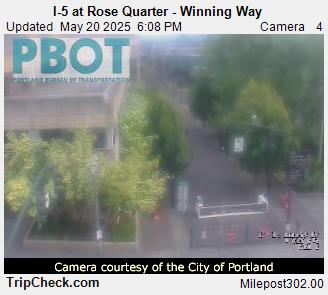 I-5 at Rose Quarter - Winning Way
Updated May 20 2025 6:08 PM Camera 4
PBOT
PORTLAND BUREAU OF TRANSPORTATION
Camera courtesy of the City of Portland
TripCheck.com Milepost302.00